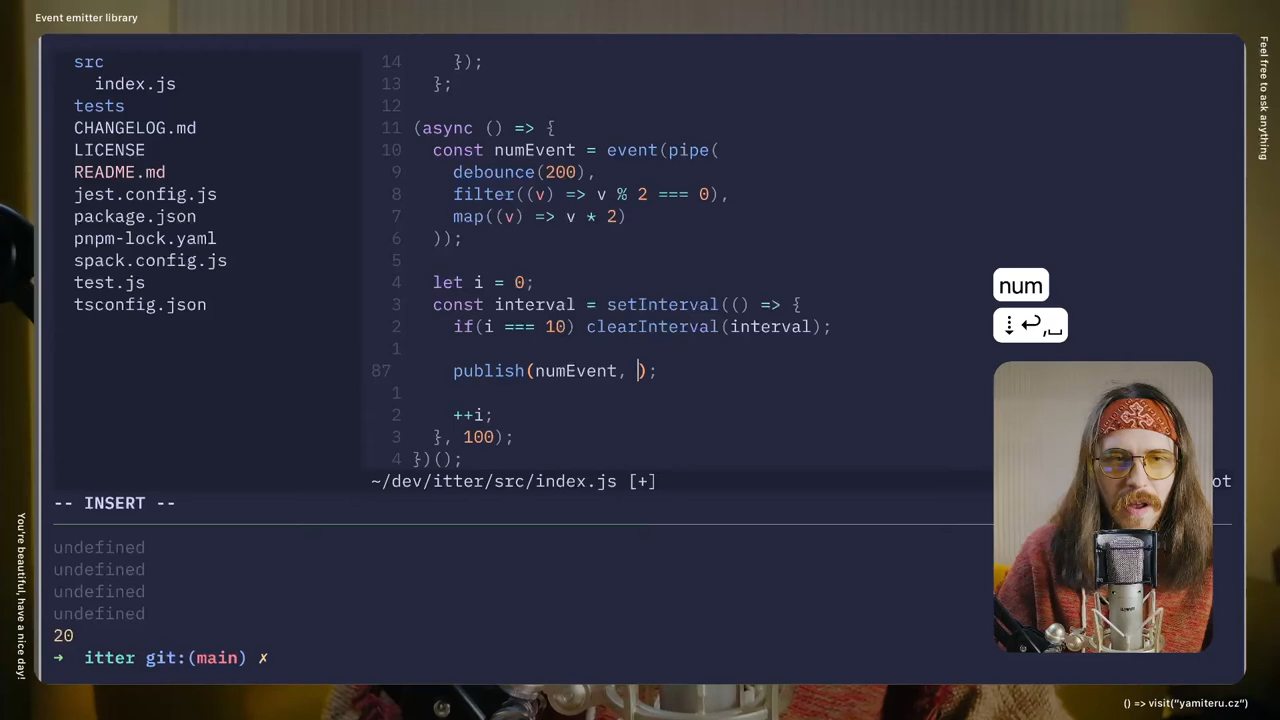 Event emitter library
Feel free to ask anything
src
index.js
tests
CHANGELOG.md
LICENSE
README.md
jest.config.js
package.json
pnpm-lock.yaml
spack.config.js
test.js
tsconfig.json
14 });
13 };
12
11 (async () => {
10 const numEvent = event(pipe(
9 debounce(200),
8 filter((v) => v % 2 === 0),
7 map((v) => v * 2)
6 ));
5
4 let i = 0;
3 const interval = setInterval(() => {
2 if(i === 10) clearInterval(interval);
1
87 publish(numEvent, );
1
2 ++i;
3 }, 100);
4 })();
~/dev/itter/src/index.js [+]
ot
-- INSERT --
undefined
undefined
undefined
undefined
20
➜ itter git:(main) ✗
num
⇣↩,␣
You're beautiful, have a nice day!
() => visit("yamiteru.cz")